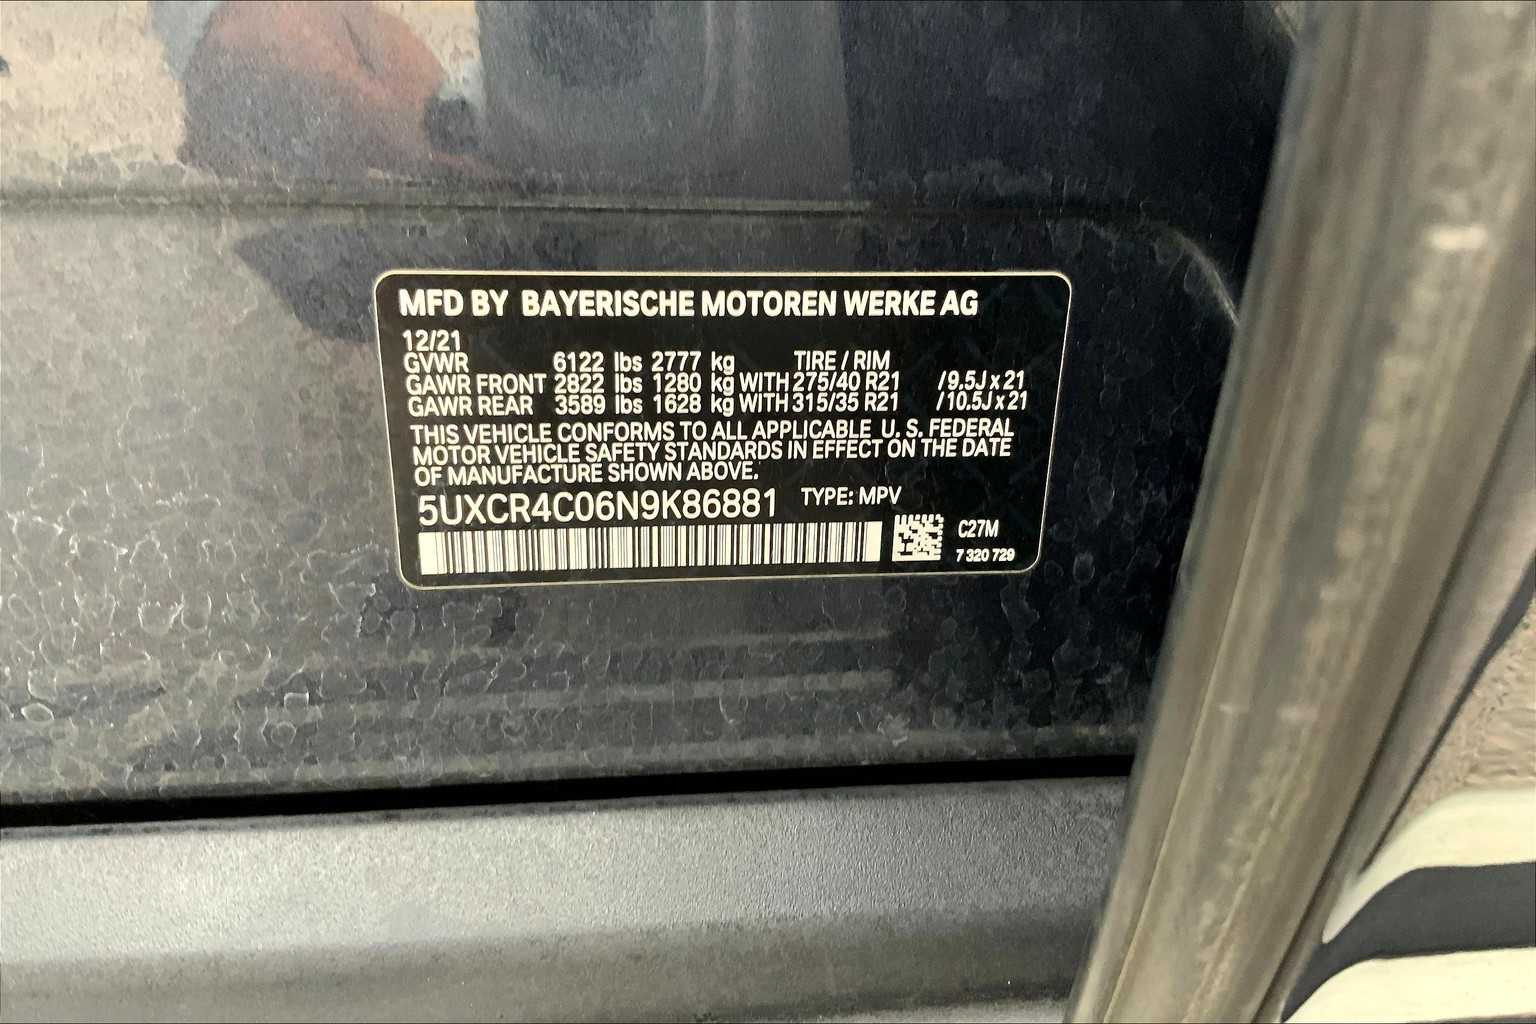 MFD BY BAYERISCHE MOTOREN WERKE AG
12/21
GVWR 6122 lbs 2777 kg TIRE / RIM
GAWR FRONT 2822 lbs 1280 kg WITH 275/40 R21 /9.5J x 21
GAWR REAR 3589 lbs 1628 kg WITH 315/35 R21 /10.5J x 21
THIS VEHICLE CONFORMS TO ALL APPLICABLE U. S. FEDERAL
MOTOR VEHICLE SAFETY STANDARDS IN EFFECT ON THE DATE
OF MANUFACTURE SHOWN ABOVE.
5UXCR4C06N9K86881 TYPE: MPV
C27M
7 320 729